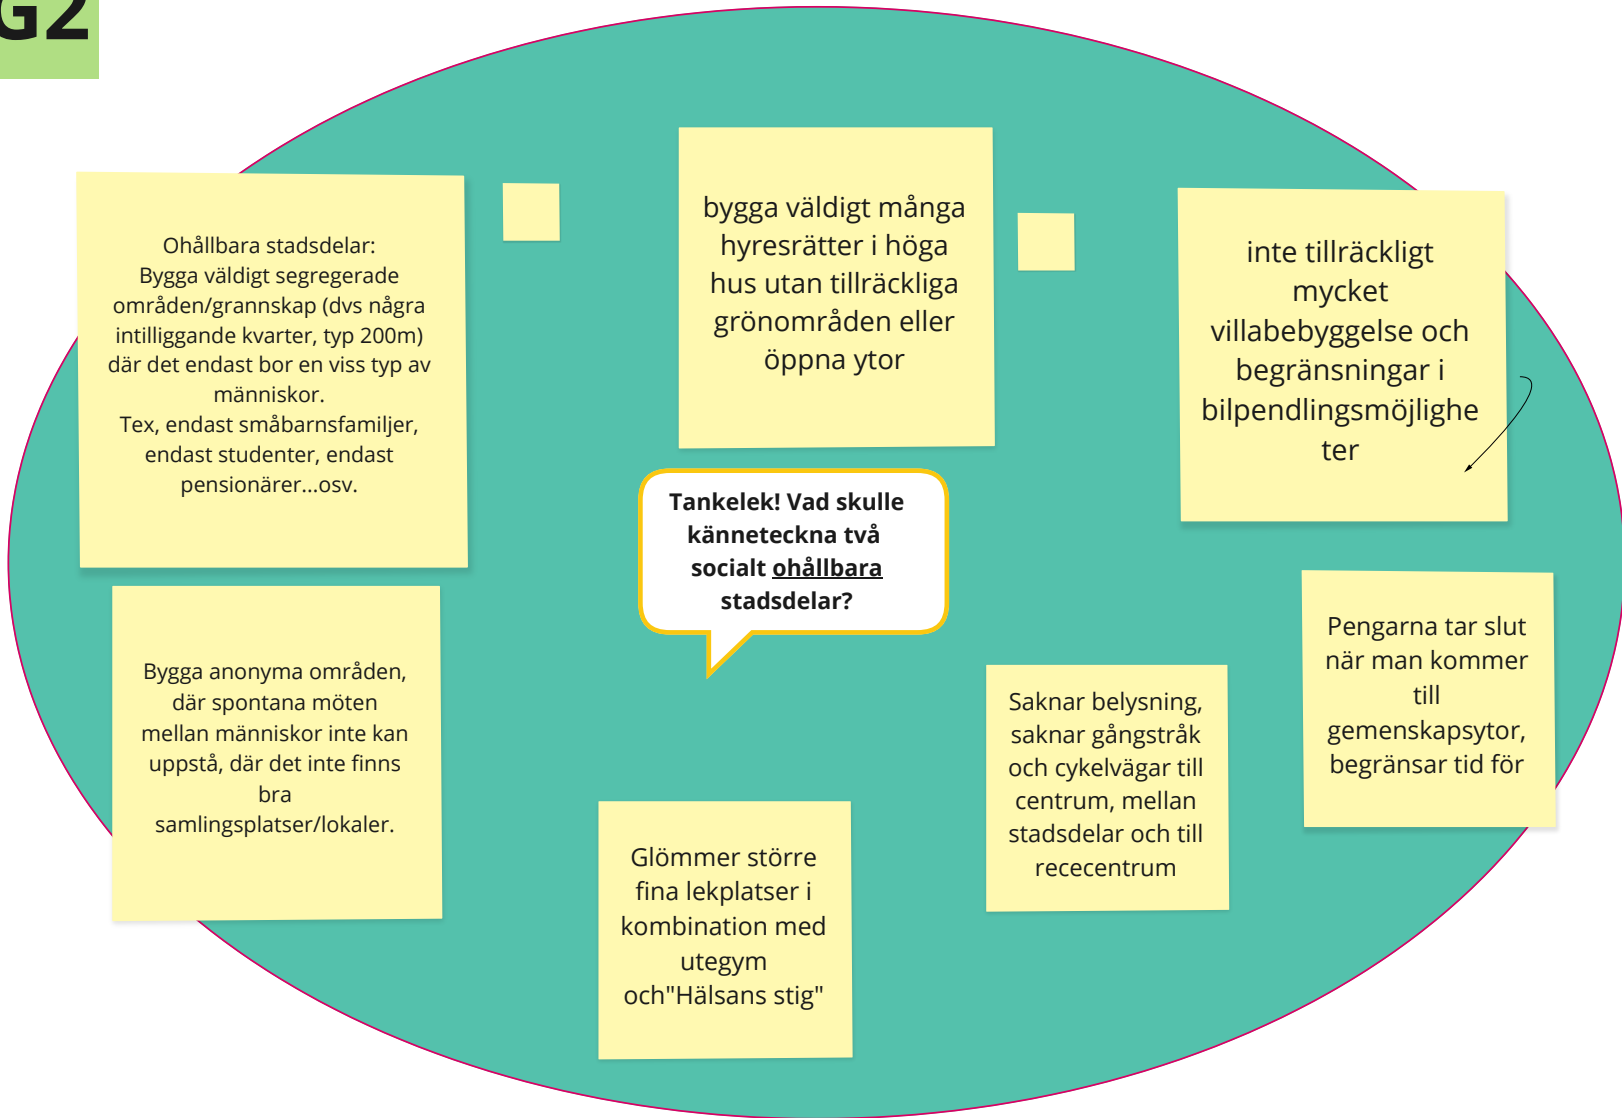 G2
Ohållbara stadsdelar:
Bygga väldigt segregerade
områden/grannskap (dvs några
intilliggande kvarter, typ 200m)
där det endast bor en viss typ av
människor.
Tex, endast småbarnsfamiljer,
endast studenter, endast
pensionärer...osv.
bygga väldigt många
hyresrätter i höga
hus utan tillräckliga
grönområden eller
öppna ytor
inte tillräckligt
mycket
villabebyggelse och
begränsningar i
bilpendlingsmöjlighe
ter
Tankelek! Vad skulle
känneteckna två
socialt ohållbara
stadsdelar?
Bygga anonyma områden,
där spontana möten
mellan människor inte kan
uppstå, där det inte finns
bra
samlingsplatser/lokaler.
Glömmer större
fina lekplatser i
kombination med
utegym
och"Hälsans stig"
Saknar belysning,
saknar gångstråk
och cykelvägar till
centrum, mellan
stadsdelar och till
rececentrum
Pengarna tar slut
när man kommer
till
gemenskapsytor,
begränsar tid för